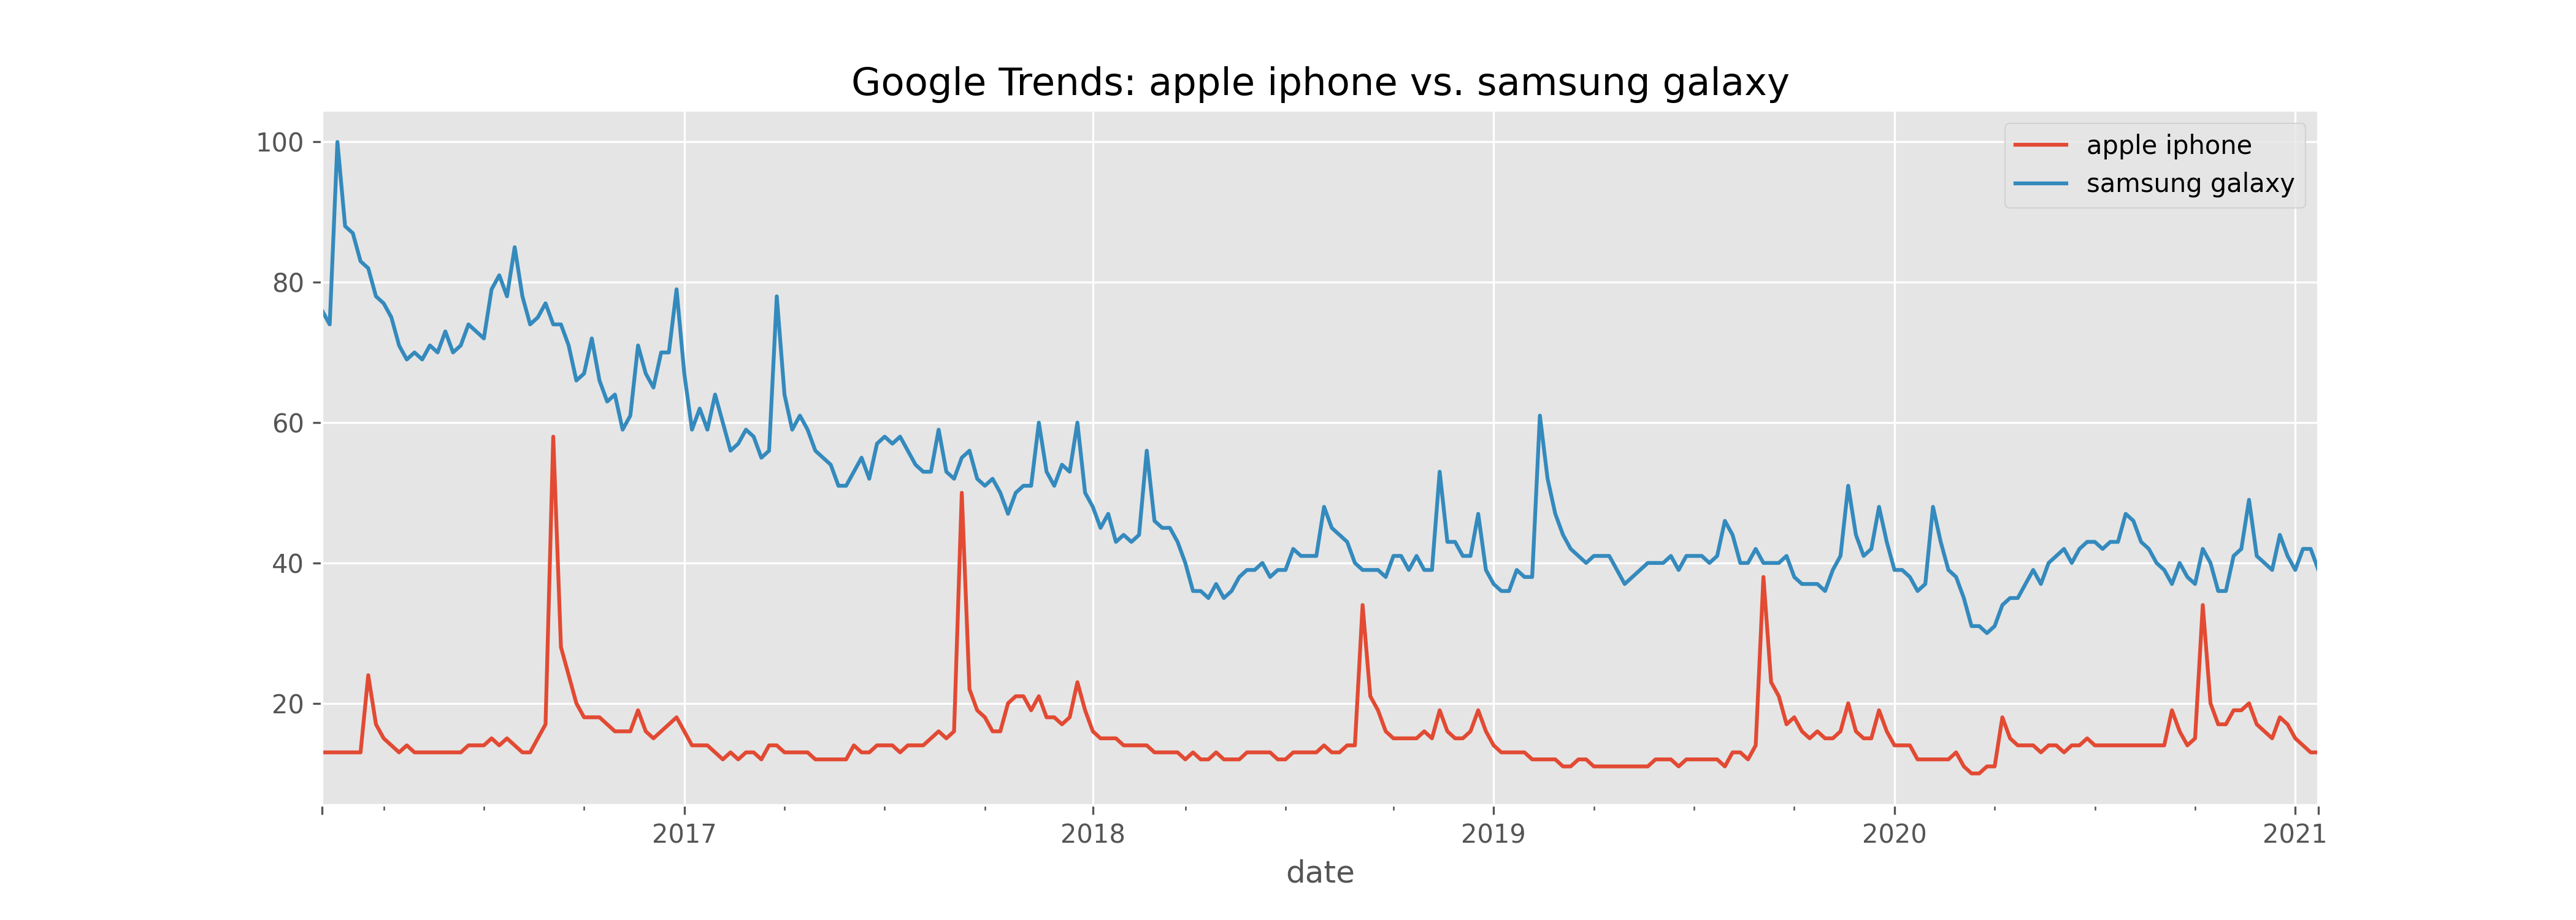 Google Trends: apple iphone vs. samsung galaxy
apple iphone
samsung galaxy
100
80
60
40
20
2017 2018 2019 2020 2021
date